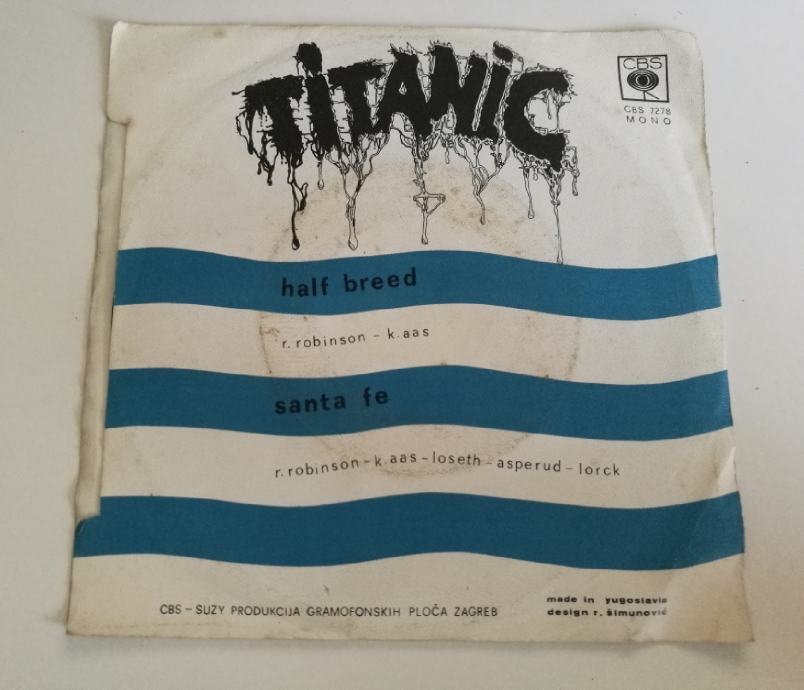 TiTANiC
CBS
CBS 7278
MONO
half breed
r. robinson - k. aas
santa fe
r. robinson - k. aas - loseth - asperud - lorck
CBS – SUZY PRODUKCIJA GRAMOFONSKIH PLOČA ZAGREB
made in yugoslavia
design r. šimunović